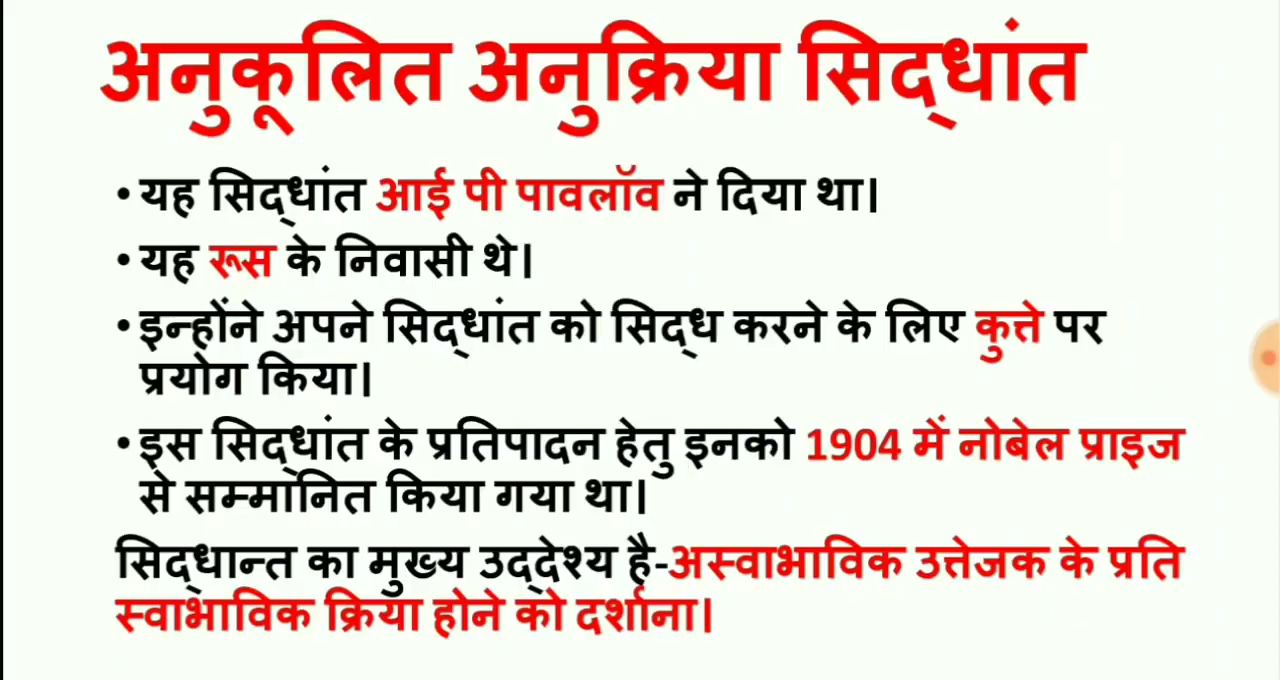 अनुकूलित अनुक्रिया सिद्धांत
• यह सिद्धांत आई पी पावलॉव ने दिया था।
• यह रूस के निवासी थे।
• इन्होंने अपने सिद्धांत को सिद्ध करने के लिए कुत्ते पर
प्रयोग किया।
• इस सिद्धांत के प्रतिपादन हेतु इनको 1904 में नोबेल प्राइज
से सम्मानित किया गया था।
सिद्धान्त का मुख्य उद्देश्य है-अस्वाभाविक उत्तेजक के प्रति
स्वाभाविक क्रिया होने को दर्शाना।